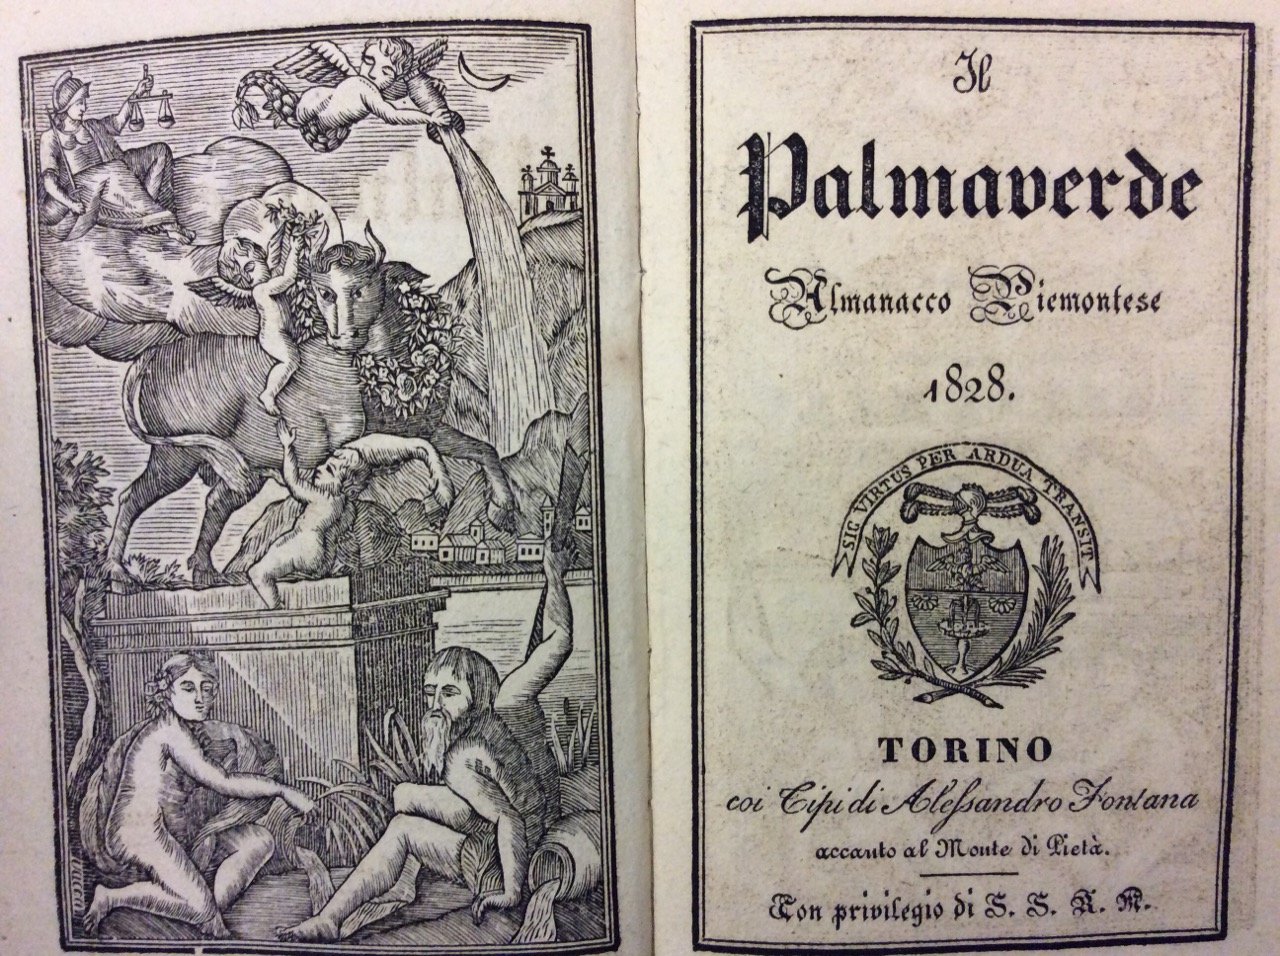 Il
Palmaverde
Almanacco Piemontese
1828.
SIC VIRTUS PER ARDUA TRANSIT
TORINO
coi Tipi di Alessandro Fontana
accanto al Monte di Pietà.
Con privilegio di S. S. R. M.